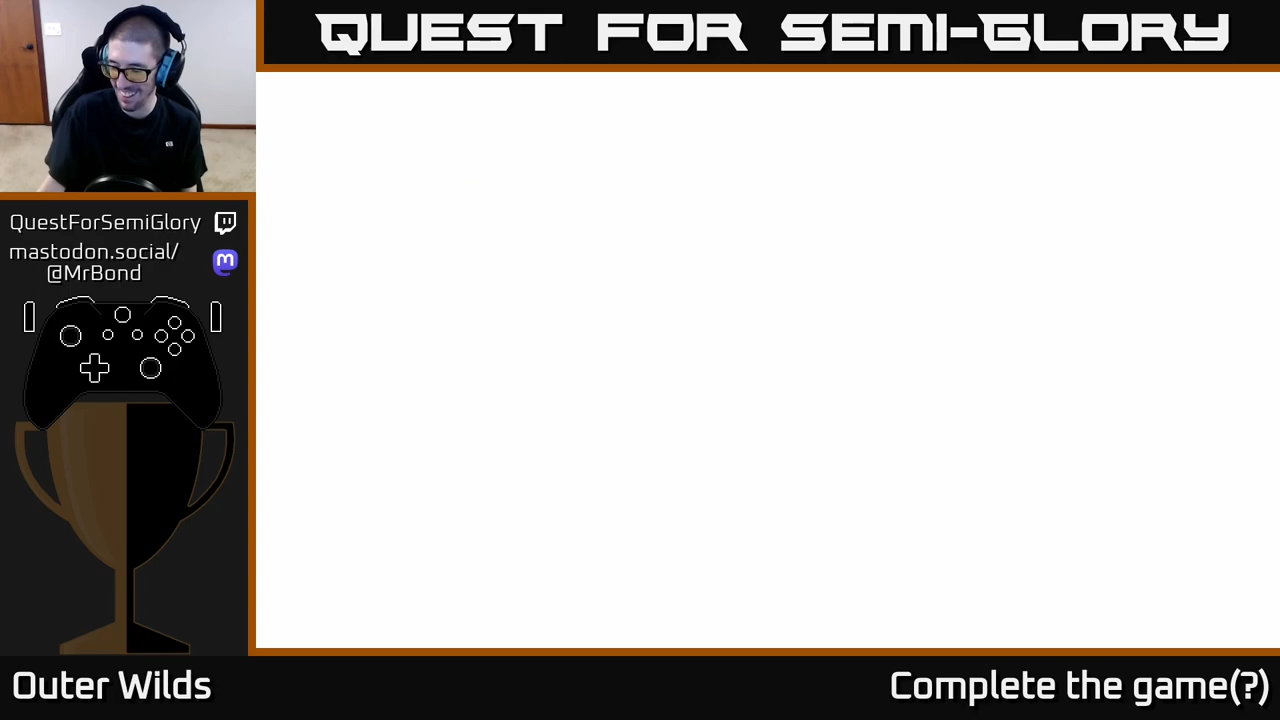 QUEST FOR SEMI-GLORY
QuestForSemiGlory
mastodon.social/
@MrBond
Outer Wilds
Complete the game(?)